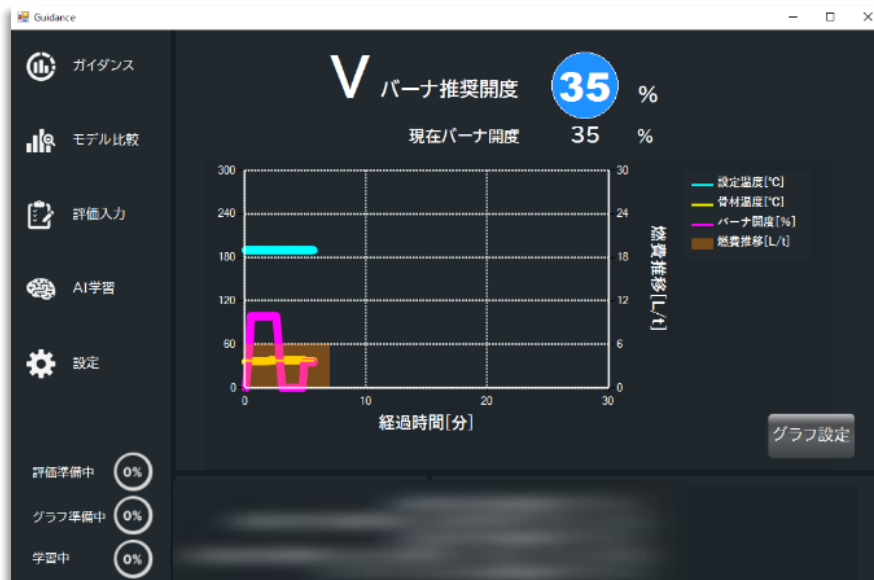 Guidance
ガイダンス
モデル比較
評価入力
AI学習
設定
評価準備中 0%
グラフ準備中 0%
学習中 0%
V バーナ推奨開度 35 %
現在バーナ開度 35 %
300
240
180
120
60
0
30
24
18
12
6
0
燃費推移[L/t]
0 10 20 30
経過時間[分]
設定温度[℃]
骨材温度[℃]
バーナ開度[%]
燃費推移[L/t]
グラフ設定